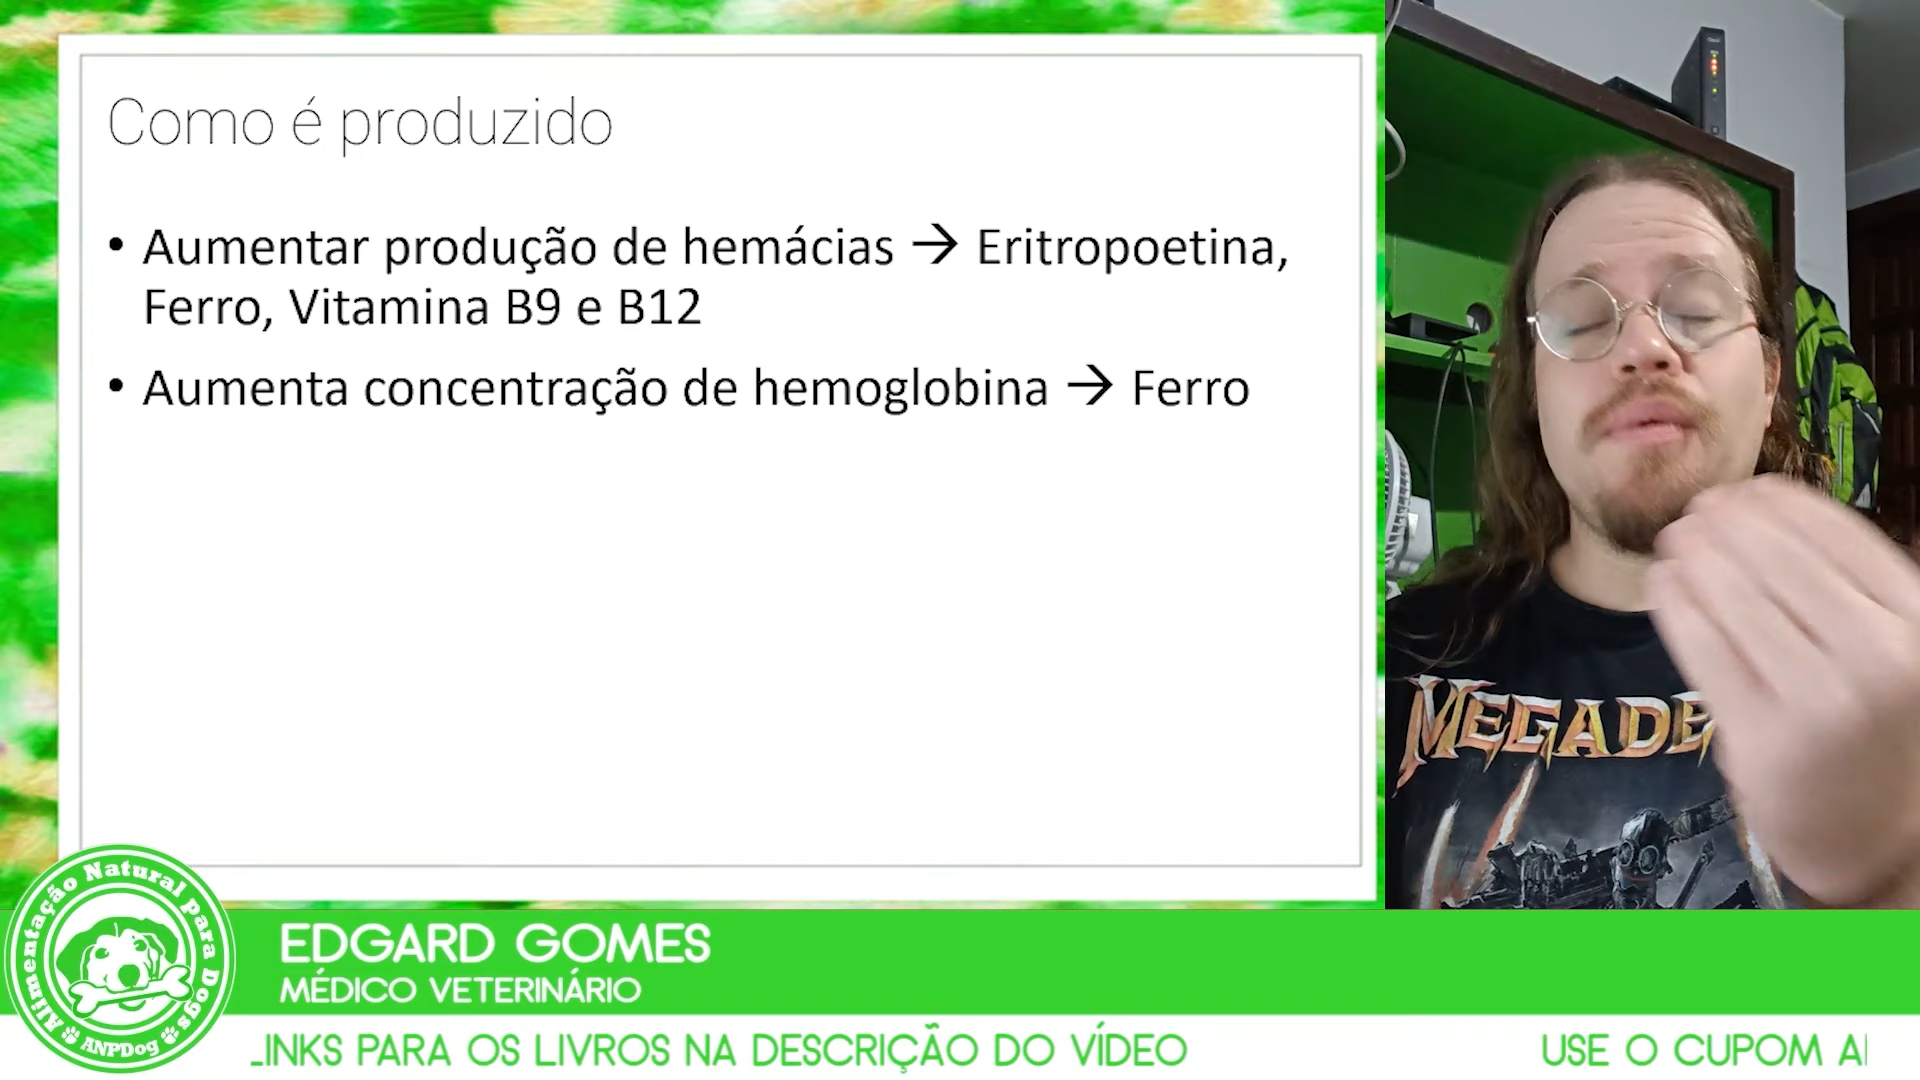 Como é produzido
• Aumentar produção de hemácias → Eritropoetina,
Ferro, Vitamina B9 e B12
• Aumenta concentração de hemoglobina → Ferro
MEGADE
Alimentação Natural Para Dogs
ANPDog
EDGARD GOMES
MÉDICO VETERINÁRIO
LINKS PARA OS LIVROS NA DESCRIÇÃO DO VÍDEO
USE O CUPOM